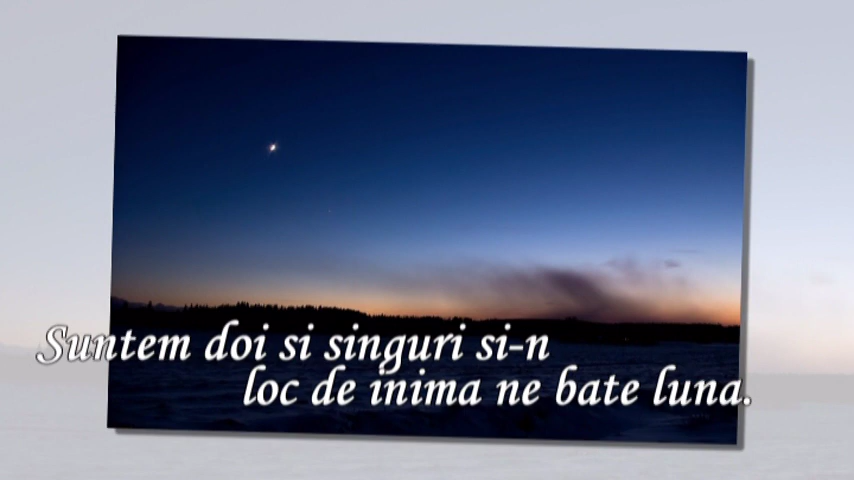 Suntem doi si singuri si-n
loc de inima ne bate luna.